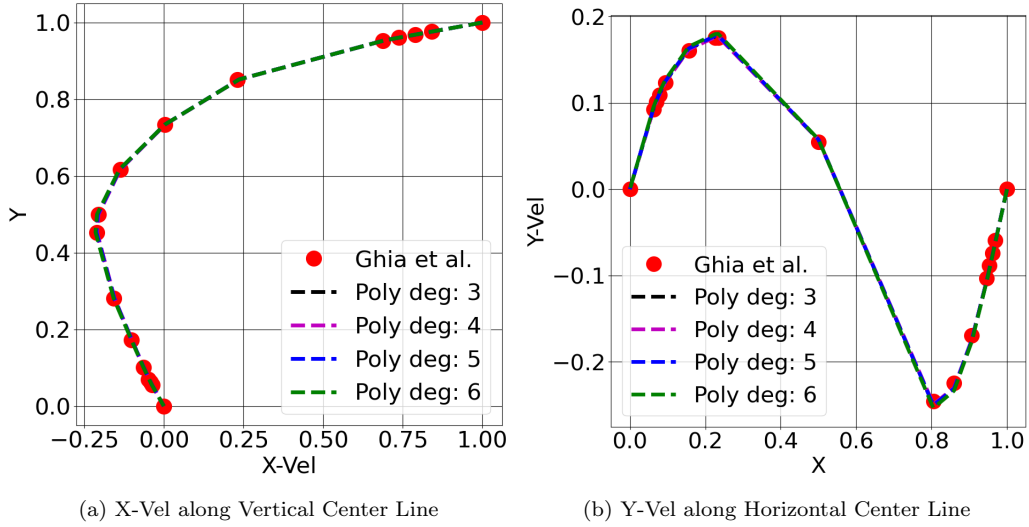 1.0
0.8
0.6
0.4
0.2
0.0
Y
−0.25 0.00 0.25 0.50 0.75 1.00
X-Vel
Ghia et al.
Poly deg: 3
Poly deg: 4
Poly deg: 5
Poly deg: 6
(a) X-Vel along Vertical Center Line
0.2
0.1
0.0
−0.1
−0.2
Y-Vel
0.0 0.2 0.4 0.6 0.8 1.0
X
Ghia et al.
Poly deg: 3
Poly deg: 4
Poly deg: 5
Poly deg: 6
(b) Y-Vel along Horizontal Center Line